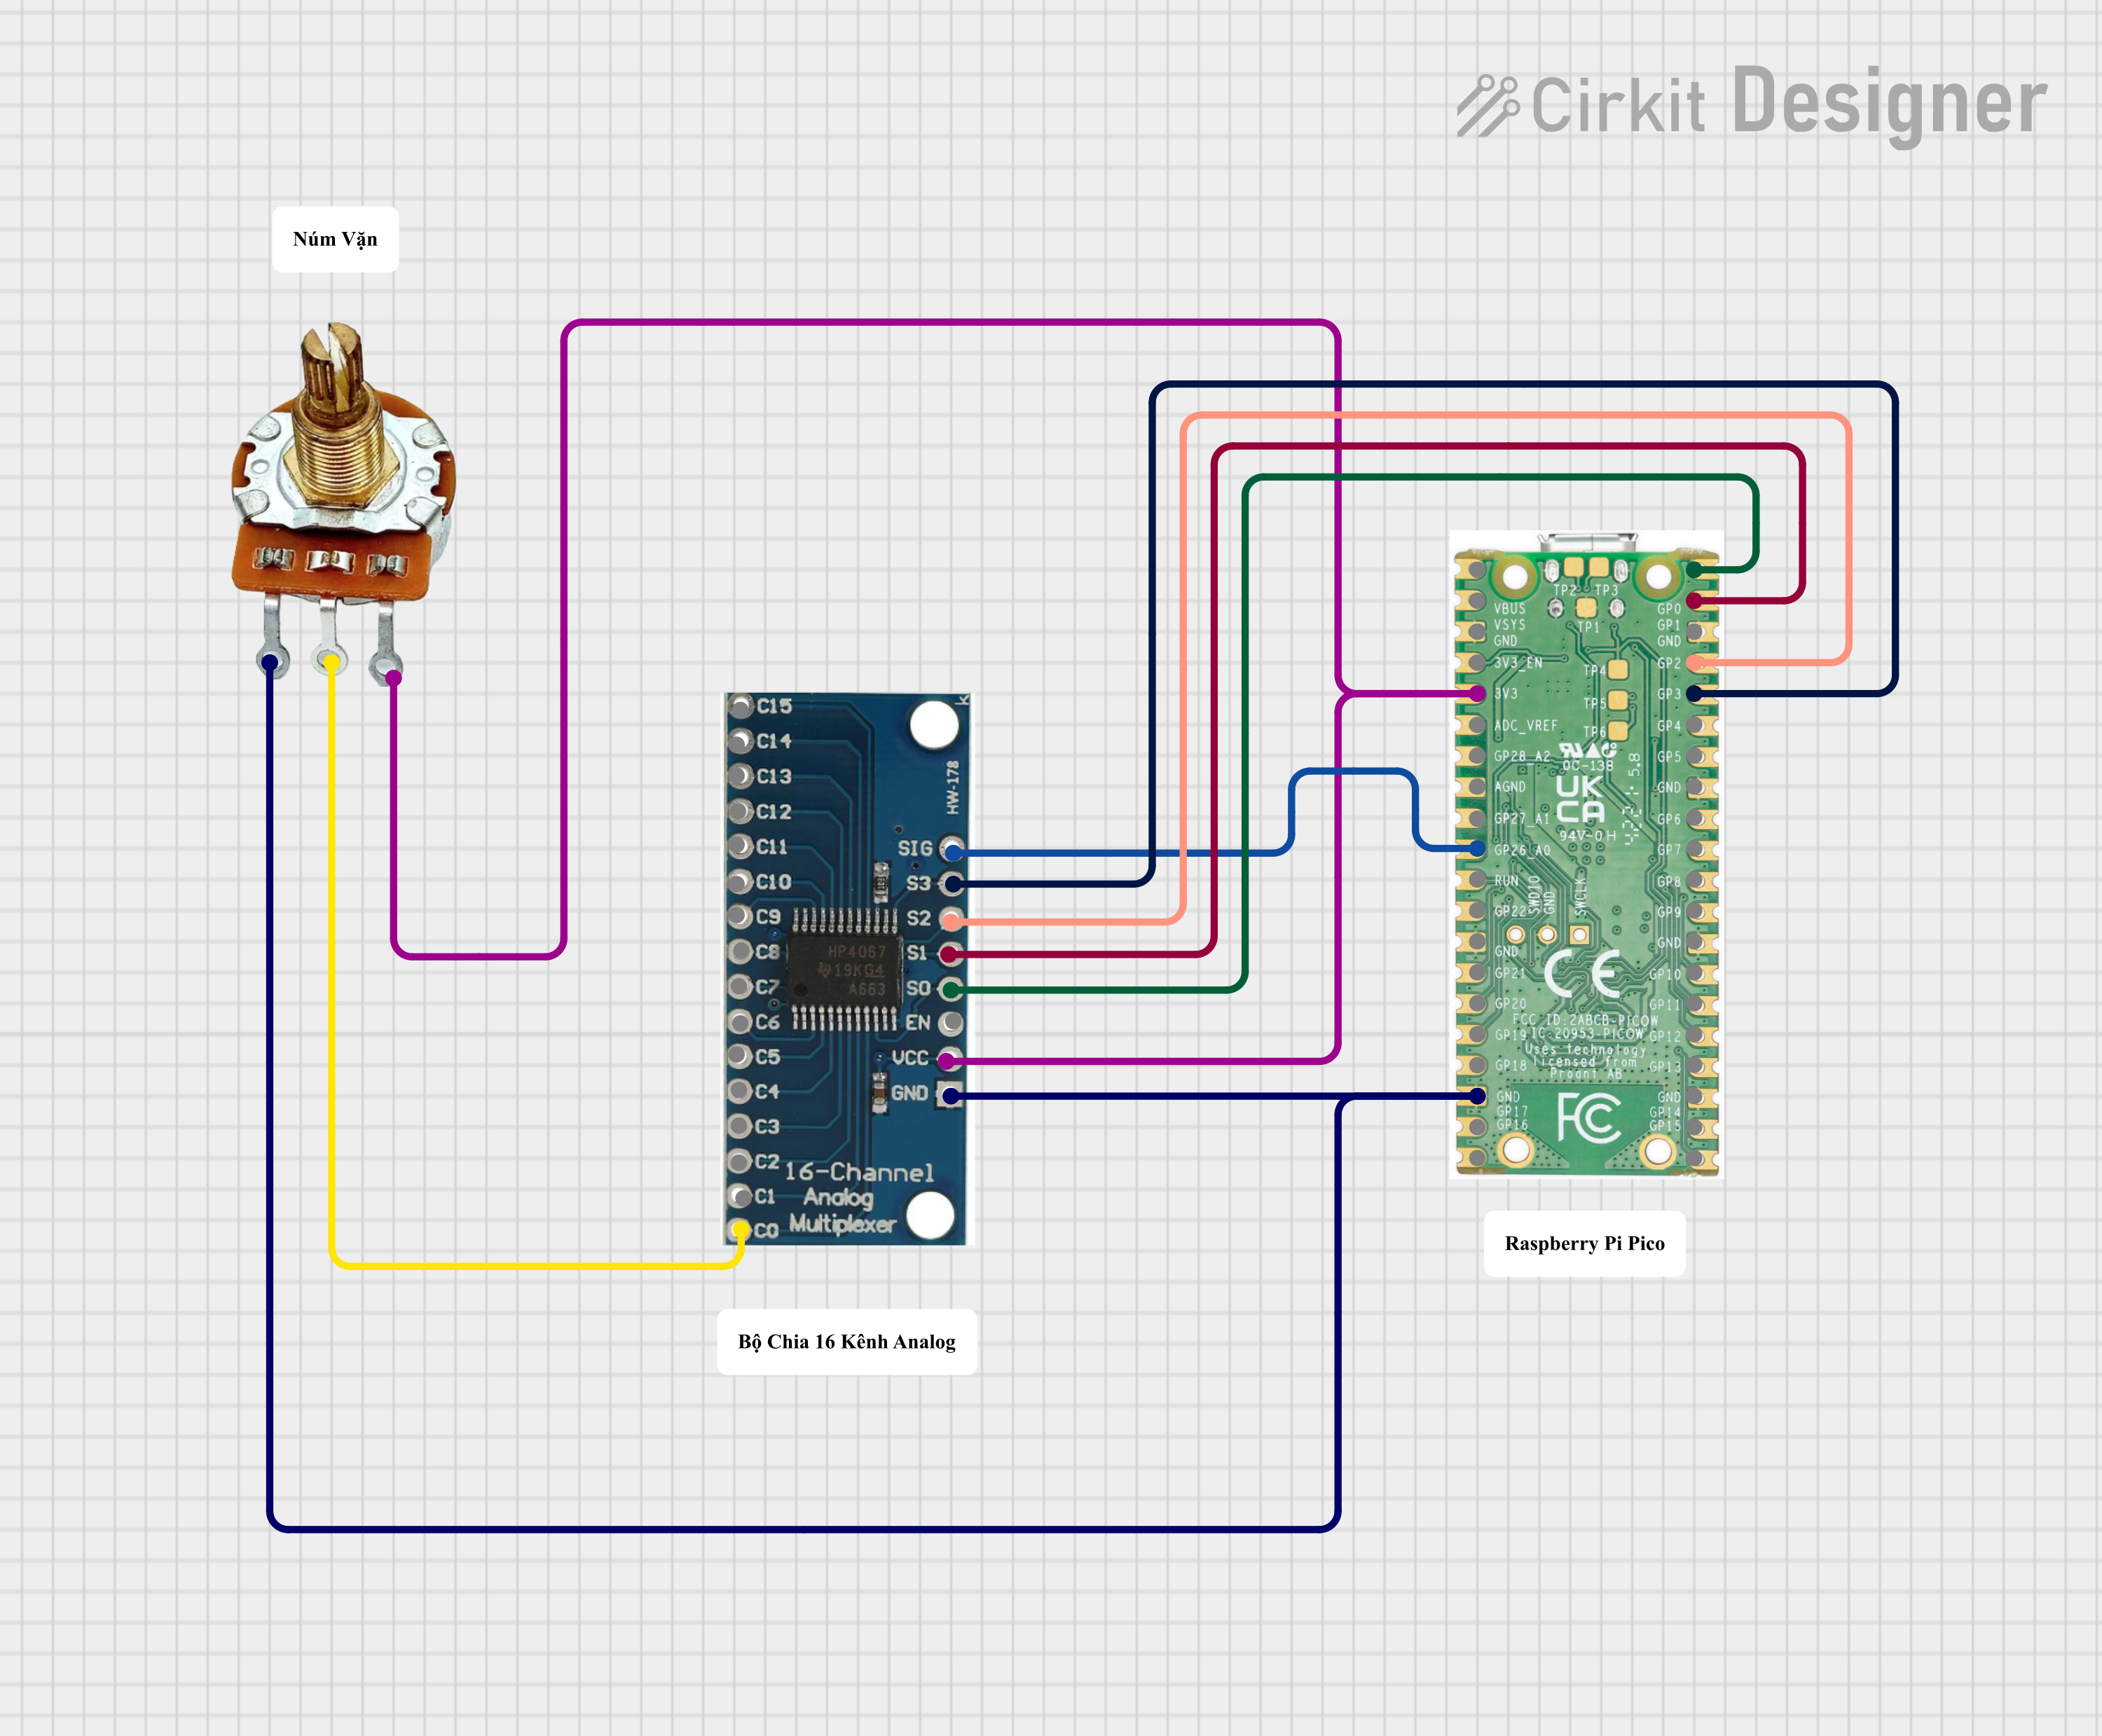 Cirkit Designer
Núm Vặn
TP2 TP3
TP1
TP4
TP5
TP6
VBUS
VSYS
GND
3V3_EN
3V3
ADC_VREF
GP28_A2
AGND
GP27_A1
GP26_A0
RUN
GP22
GND
GP21
GP20
GP19
GP18
GND
GP17
GP16
GP0
GP1
GND
GP2
GP3
GP4
GP5
GND
GP6
GP7
GP8
GP9
GND
GP10
GP11
GP12
GP13
GND
GP14
GP15
OC-138
UK
CA
94V-0 H
SWDIO
GND
SWCLK
CE
FCC ID:2ABCB-PICOW
IC:20953-PICOW
Uses technology
licensed from
Proant AB
FC
C15
C14
C13
C12
C11
C10
C9
C8
C7
C6
C5
C4
C3
C2
C1
C0
HW-178
SIG
S3
S2
S1
S0
EN
VCC
GND
HP4067
19KG4
A663
16-Channel
Analog
Multiplexer
Raspberry Pi Pico
Bộ Chia 16 Kênh Analog